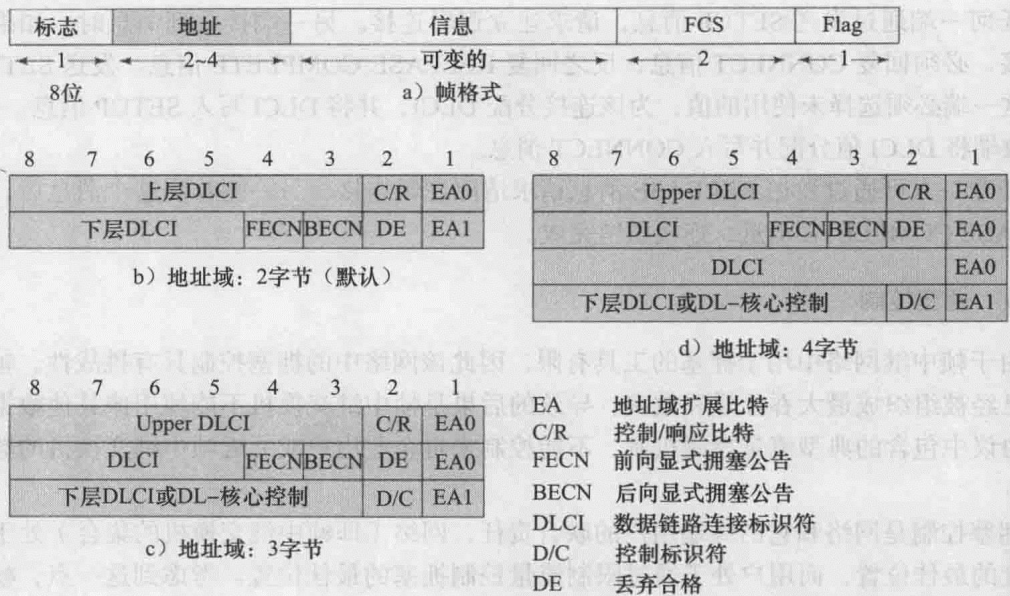 标志 地址 信息 FCS Flag
1 2~4 可变的 2 1
8位
a）帧格式
8 7 6 5 4 3 2 1
上层DLCI C/R EA0
下层DLCI FECN BECN DE EA1
b）地址域：2字节（默认）
8 7 6 5 4 3 2 1
Upper DLCI C/R EA0
DLCI FECN BECN DE EA0
下层DLCI或DL-核心控制 D/C EA1
c）地址域：3字节
8 7 6 5 4 3 2 1
Upper DLCI C/R EA0
DLCI FECN BECN DE EA0
DLCI EA0
下层DLCI或DL-核心控制 D/C EA1
d）地址域：4字节
EA 地址域扩展比特
C/R 控制/响应比特
FECN 前向显式拥塞公告
BECN 后向显式拥塞公告
DLCI 数据链路连接标识符
D/C 控制标识符
DE 丢弃合格